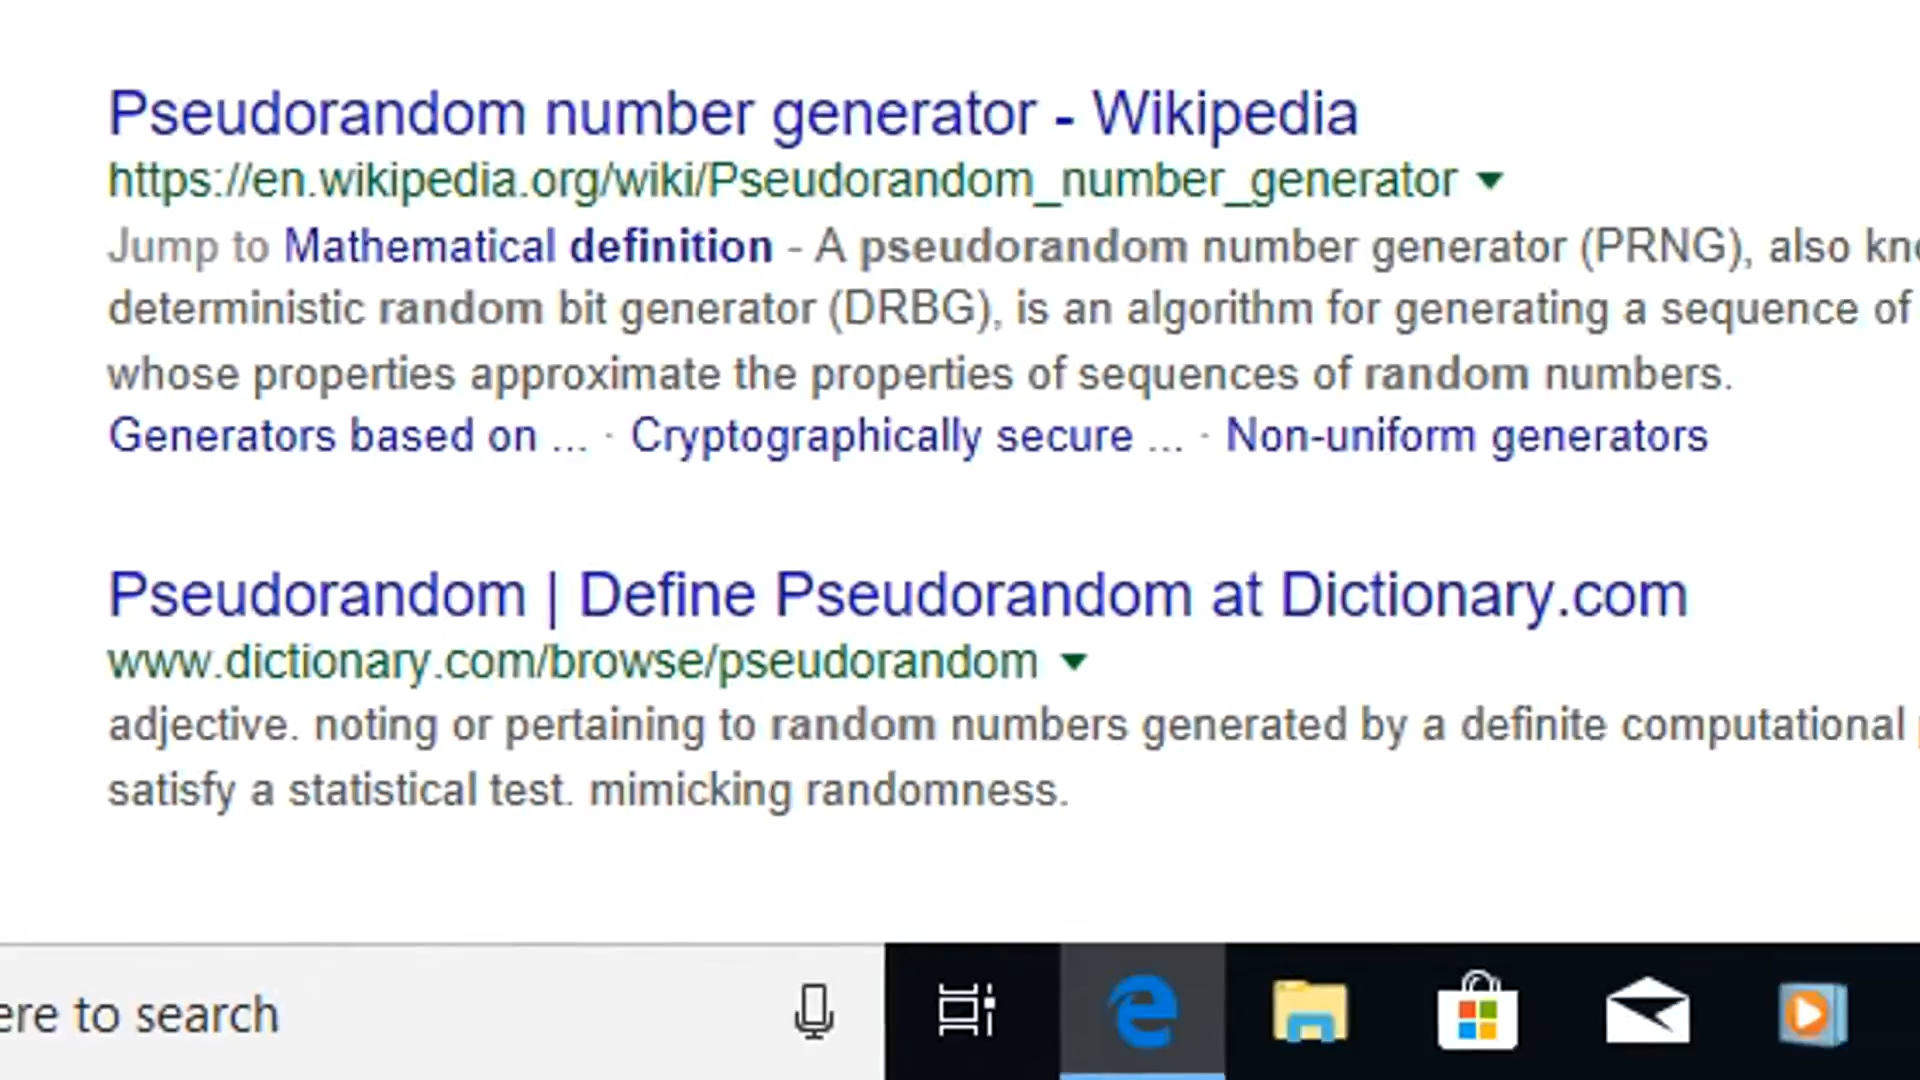 Pseudorandom number generator - Wikipedia
https://en.wikipedia.org/wiki/Pseudorandom_number_generator
Jump to Mathematical definition - A pseudorandom number generator (PRNG), also
deterministic random bit generator (DRBG), is an algorithm for generating a sequence of
whose properties approximate the properties of sequences of random numbers.
Generators based on ... · Cryptographically secure ... · Non-uniform generators
Pseudorandom | Define Pseudorandom at Dictionary.com
www.dictionary.com/browse/pseudorandom
adjective. noting or pertaining to random numbers generated by a definite computational
satisfy a statistical test. mimicking randomness.
ere to search